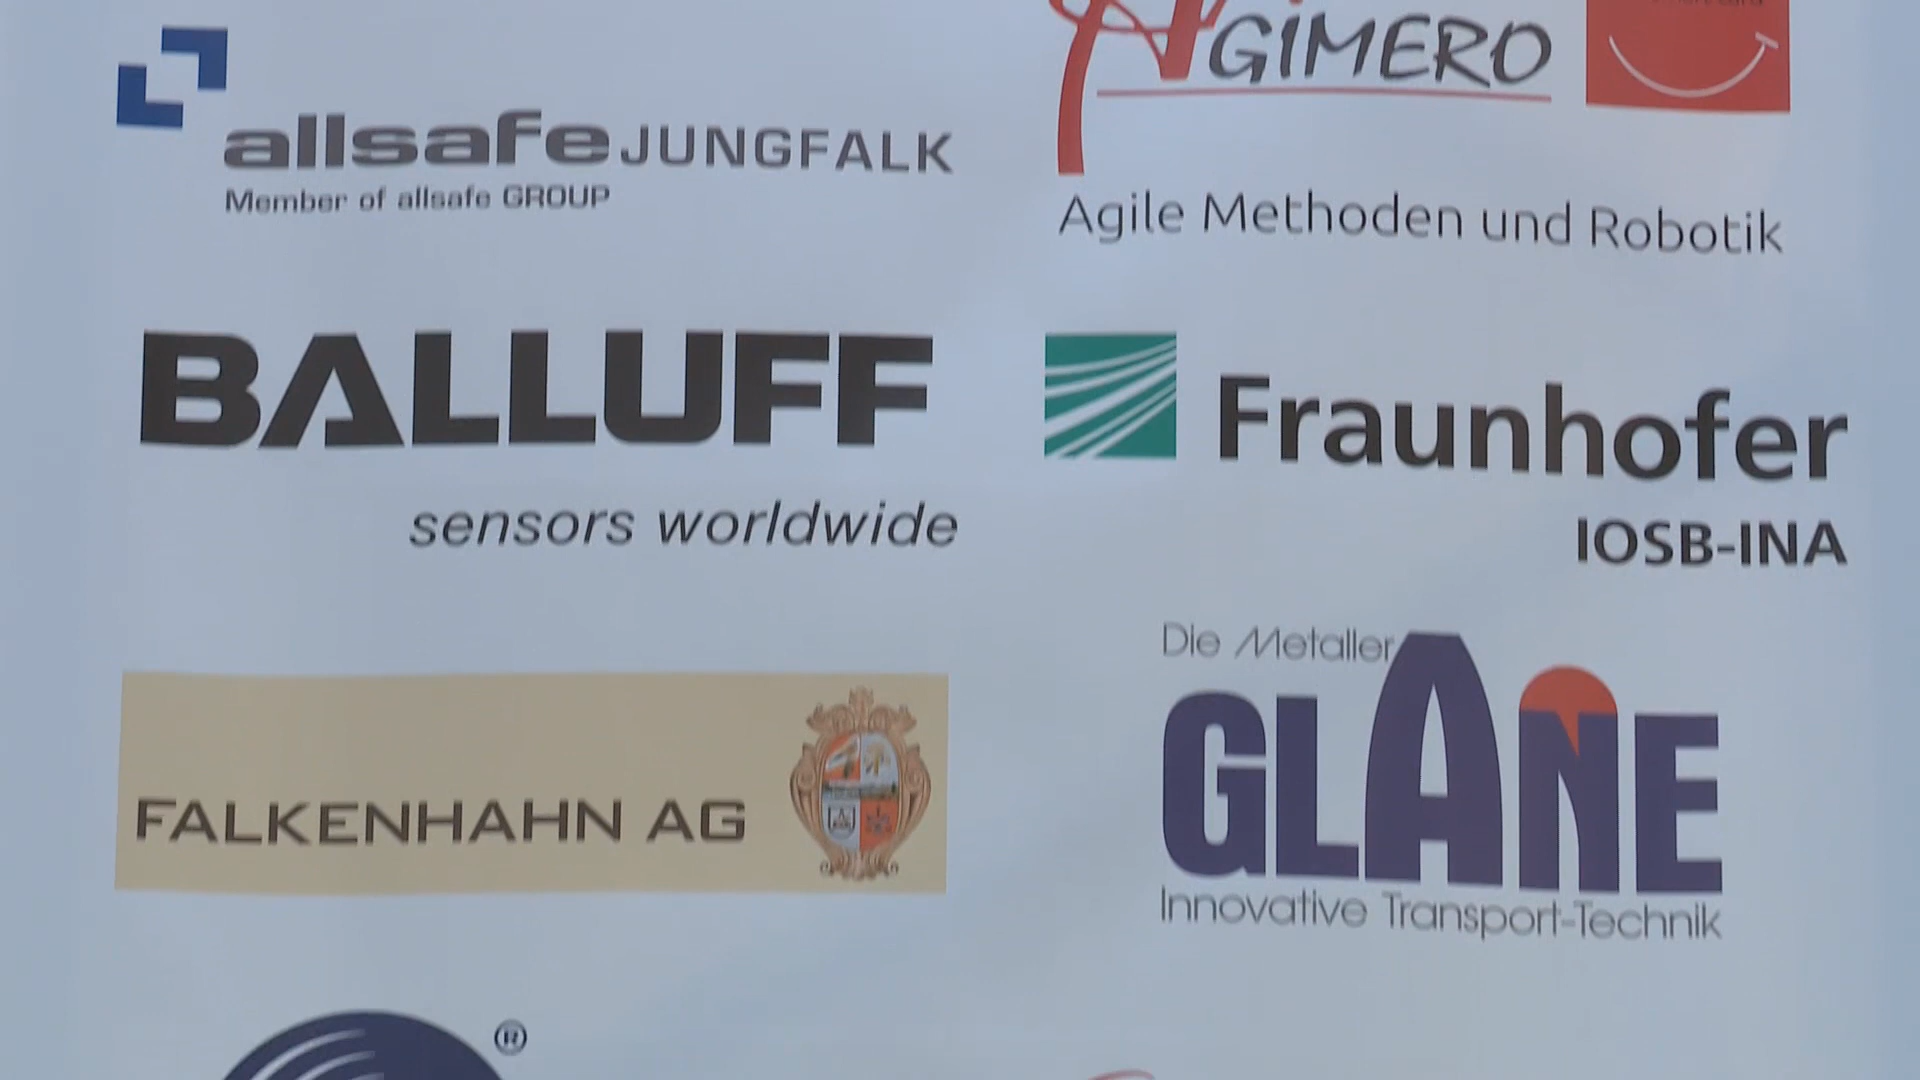 AGiMERO
allsafe JUNGFALK
Member of allsafe GROUP
Agile Methoden und Robotik
BALLUFF
sensors worldwide
Fraunhofer
IOSB-INA
Die Metaller
GLANE
Innovative Transport-Technik
FALKENHAHN AG
®